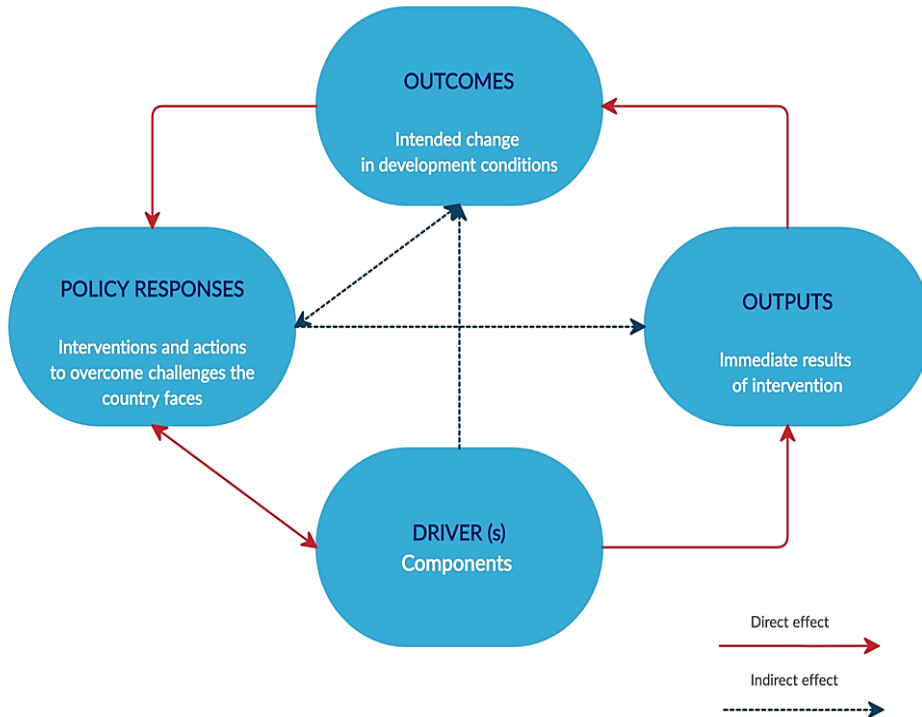 OUTCOMES
Intended change
in development conditions
POLICY RESPONSES
Interventions and actions
to overcome challenges the
country faces
OUTPUTS
Immediate results
of intervention
DRIVER (s)
Components
Direct effect
Indirect effect